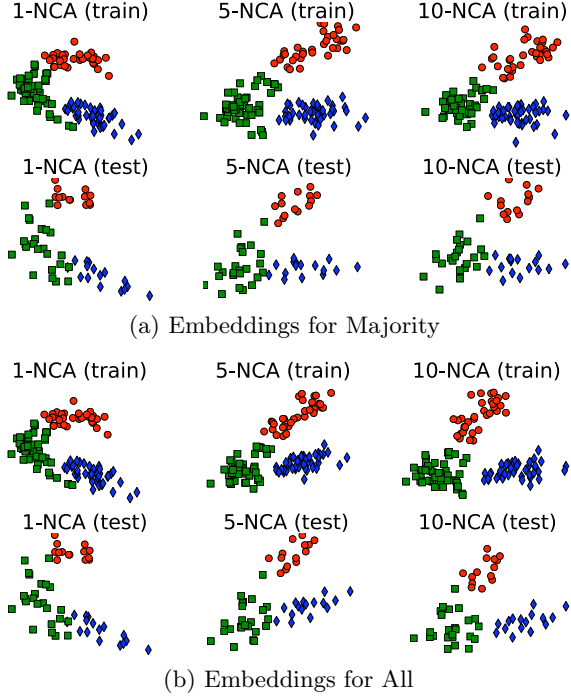 1-NCA (train) 5-NCA (train) 10-NCA (train)
1-NCA (test) 5-NCA (test) 10-NCA (test)
(a) Embeddings for Majority
1-NCA (train) 5-NCA (train) 10-NCA (train)
1-NCA (test) 5-NCA (test) 10-NCA (test)
(b) Embeddings for All